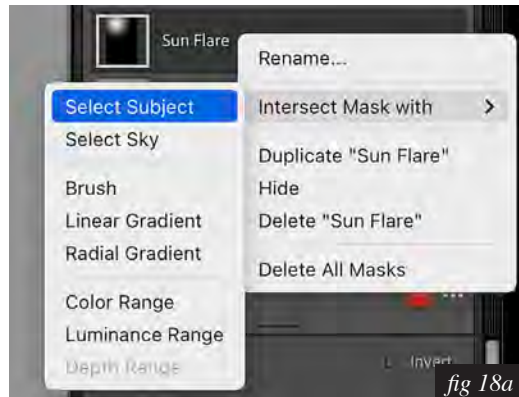 Sun Flare
Rename...
Intersect Mask with >
Duplicate "Sun Flare"
Hide
Delete "Sun Flare"
Delete All Masks
Select Subject
Select Sky
Brush
Linear Gradient
Radial Gradient
Color Range
Luminance Range
Depth Range
Invert
fig 18a